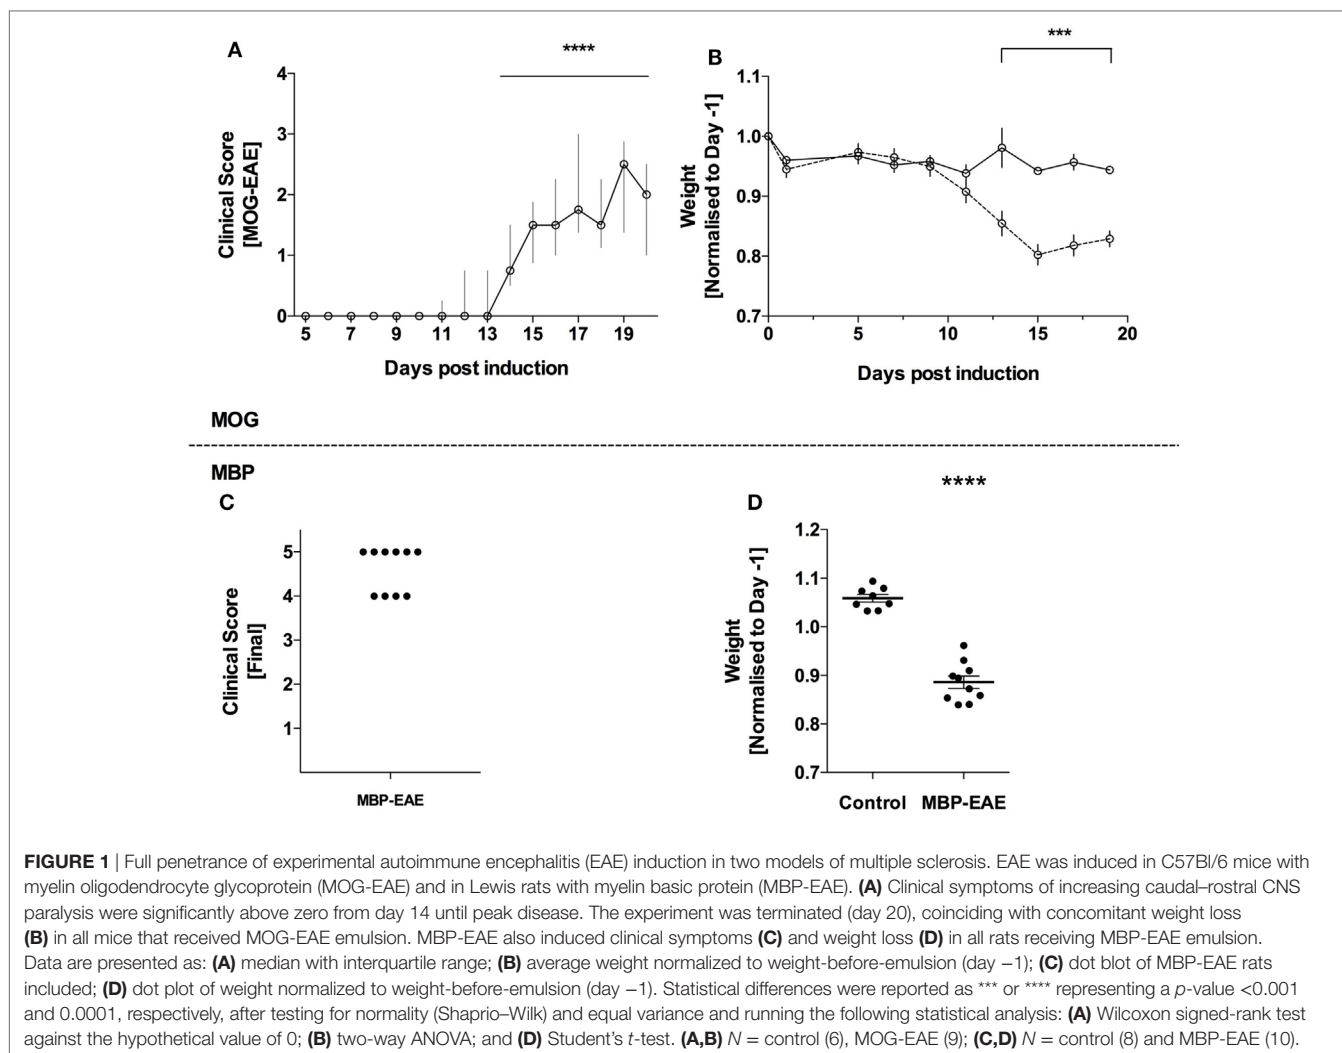 A
****
Clinical Score
[MOG-EAE]
4
3
2
1
0
5 7 9 11 13 15 17 19
Days post induction
B
***
Weight
[Normalised to Day -1]
1.1
1.0
0.9
0.8
0.7
0 5 10 15 20
Days post induction
MOG
MBP
C
Clinical Score
[Final]
5
4
3
2
1
MBP-EAE
D
****
Weight
[Normalised to Day -1]
1.2
1.1
1.0
0.9
0.8
0.7
Control MBP-EAE
FIGURE 1 | Full penetrance of experimental autoimmune encephalitis (EAE) induction in two models of multiple sclerosis. EAE was induced in C57Bl/6 mice with
myelin oligodendrocyte glycoprotein (MOG-EAE) and in Lewis rats with myelin basic protein (MBP-EAE). (A) Clinical symptoms of increasing caudal–rostral CNS
paralysis were significantly above zero from day 14 until peak disease. The experiment was terminated (day 20), coinciding with concomitant weight loss
(B) in all mice that received MOG-EAE emulsion. MBP-EAE also induced clinical symptoms (C) and weight loss (D) in all rats receiving MBP-EAE emulsion.
Data are presented as: (A) median with interquartile range; (B) average weight normalized to weight-before-emulsion (day −1); (C) dot blot of MBP-EAE rats
included; (D) dot plot of weight normalized to weight-before-emulsion (day −1). Statistical differences were reported as *** or **** representing a p-value <0.001
and 0.0001, respectively, after testing for normality (Shaprio–Wilk) and equal variance and running the following statistical analysis: (A) Wilcoxon signed-rank test
against the hypothetical value of 0; (B) two-way ANOVA; and (D) Student's t-test. (A,B) N = control (6), MOG-EAE (9); (C,D) N = control (8) and MBP-EAE (10).